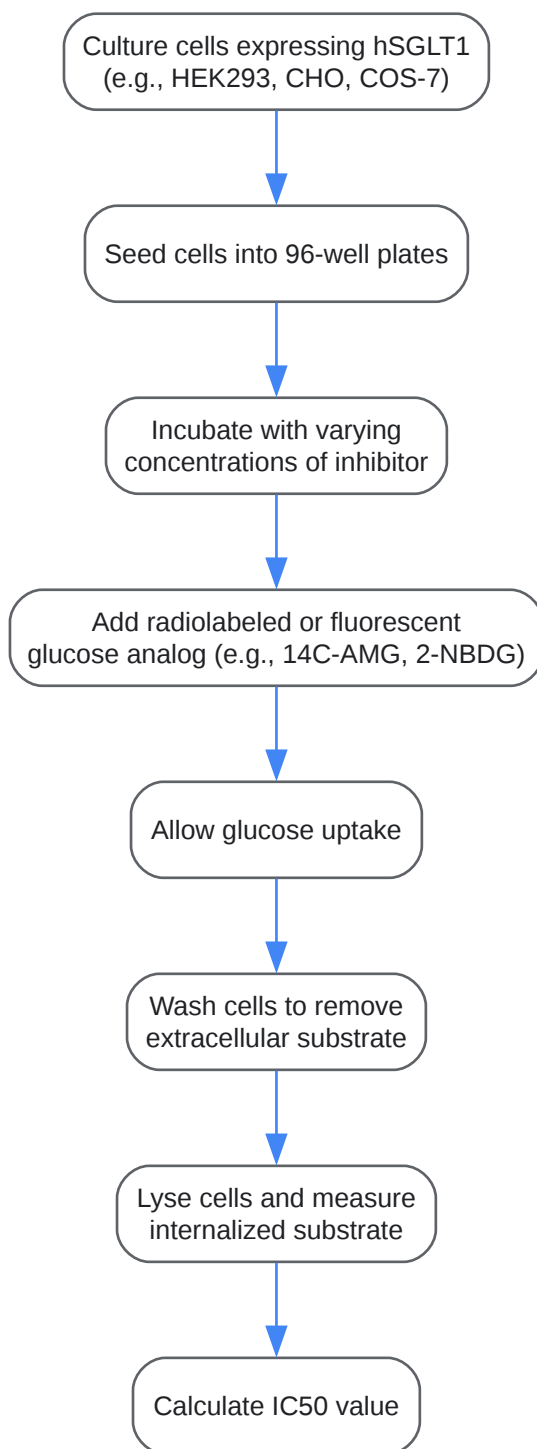 Culture cells expressing hSGLT1
(e.g., HEK293, CHO, COS-7)
Seed cells into 96-well plates
Incubate with varying
concentrations of inhibitor
Add radiolabeled or fluorescent
glucose analog (e.g., 14C-AMG, 2-NBDG)
Allow glucose uptake
Wash cells to remove
extracellular substrate
Lyse cells and measure
internalized substrate
Calculate IC50 value